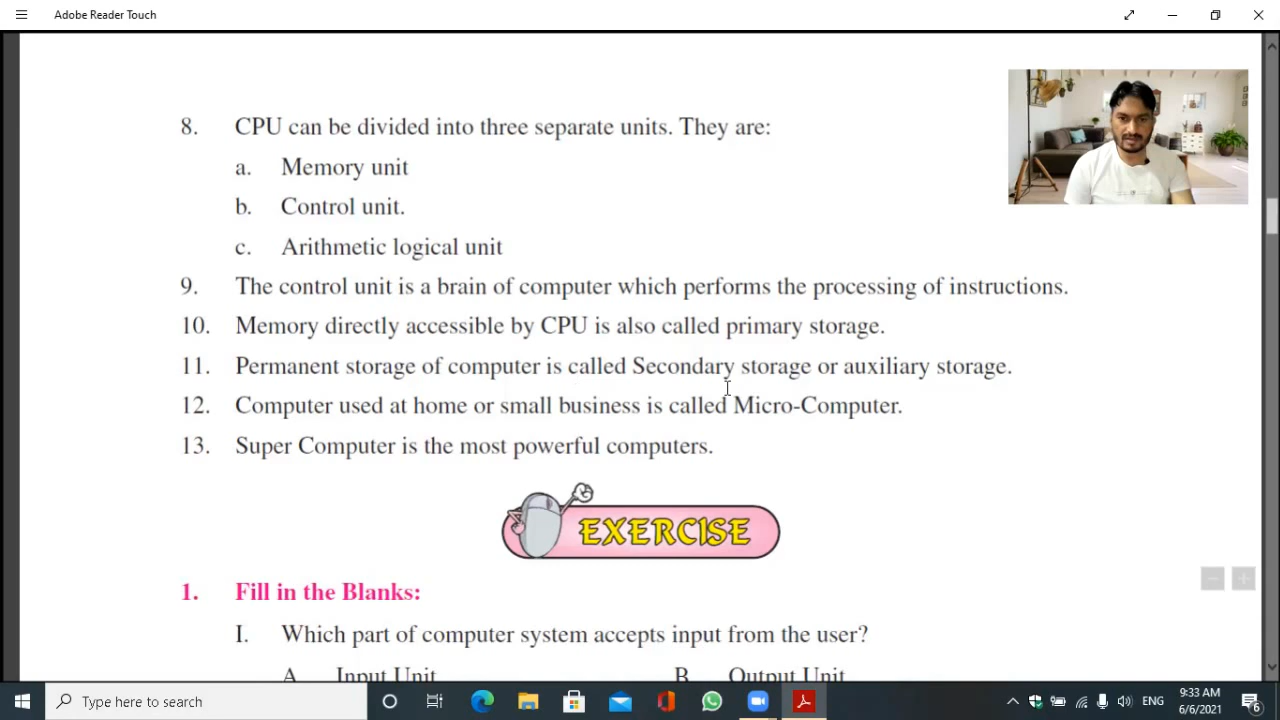 Adobe Reader Touch
8. CPU can be divided into three separate units. They are:
a. Memory unit
b. Control unit.
c. Arithmetic logical unit
9. The control unit is a brain of computer which performs the processing of instructions.
10. Memory directly accessible by CPU is also called primary storage.
11. Permanent storage of computer is called Secondary storage or auxiliary storage.
12. Computer used at home or small business is called Micro-Computer.
13. Super Computer is the most powerful computers.
EXERCISE
1. Fill in the Blanks:
I. Which part of computer system accepts input from the user?
A Input Unit B Output Unit
Type here to search
ENG
9:33 AM
6/6/2021
6